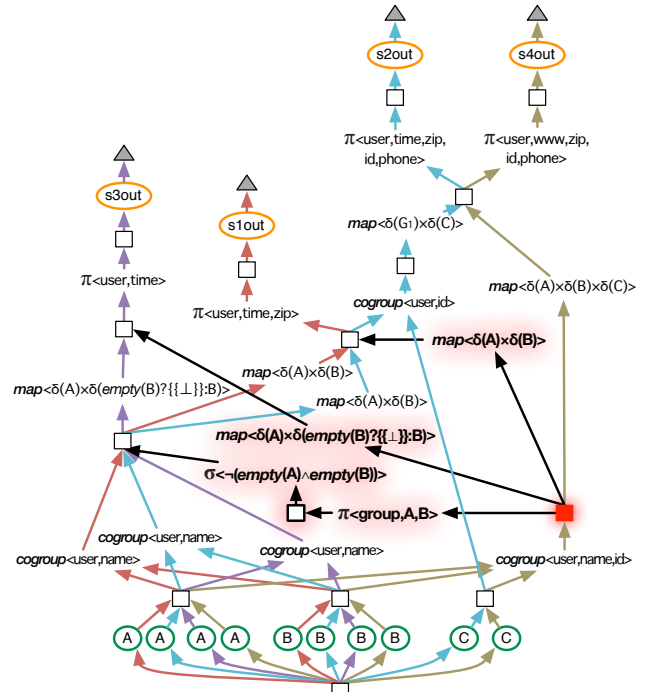 s2out
s4out
π<user,time,zip,
id,phone>
π<user,www,zip,
id,phone>
s3out
s1out
map<δ(G₁)×δ(C)>
π<user,time>
map<δ(A)×δ(B)×δ(C)>
cogroup<user,id>
π<user,time,zip>
map<δ(A)×δ(B)>
map<δ(A)×δ(B)>
map<δ(A)×δ(empty(B)?{{⊥}}:B)>
map<δ(A)×δ(B)>
map<δ(A)×δ(empty(B)?{{⊥}}:B)>
σ<¬(empty(A)∧empty(B))>
π<group,A,B>
cogroup<user,name>
cogroup<user,name>
cogroup<user,name>
cogroup<user,name,id>
A
A
A
A
B
B
B
B
C
C